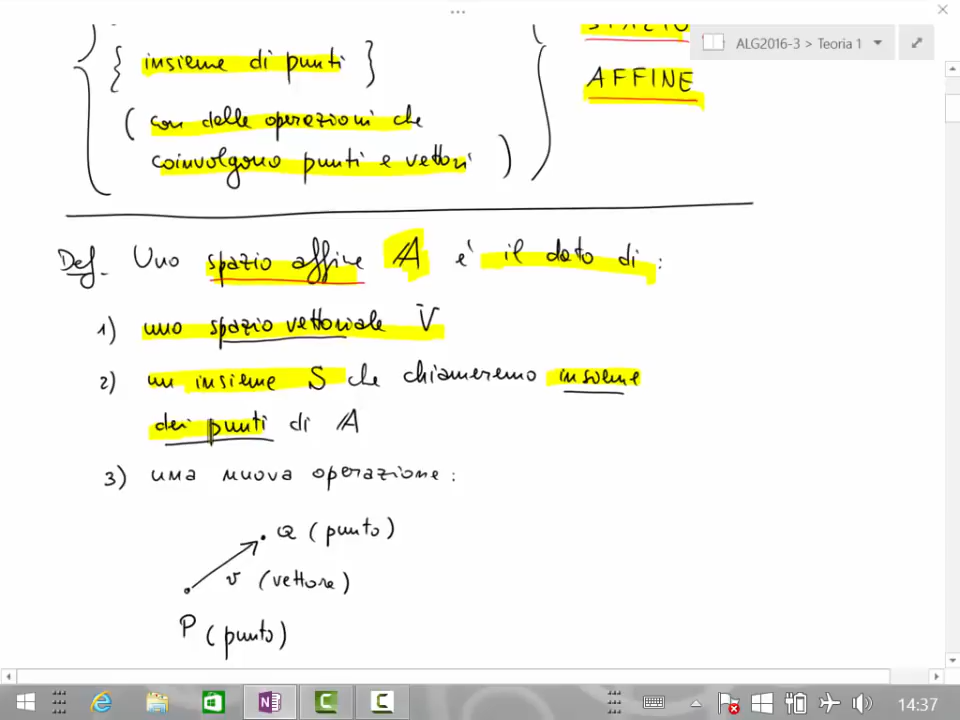 SPAZIO
ALG2016-3 > Teoria 1
{ insieme di punti }
AFFINE
( con delle operazioni che
coinvolgono punti e vettori )
Def. Uno spazio affine 𝔸 e' il dato di :
1) uno spazio vettoriale V
2) un insieme S che chiameremo insieme
dei punti di 𝔸
3) una nuova operazione :
Q (punto)
v (vettore)
P (punto)
14:37